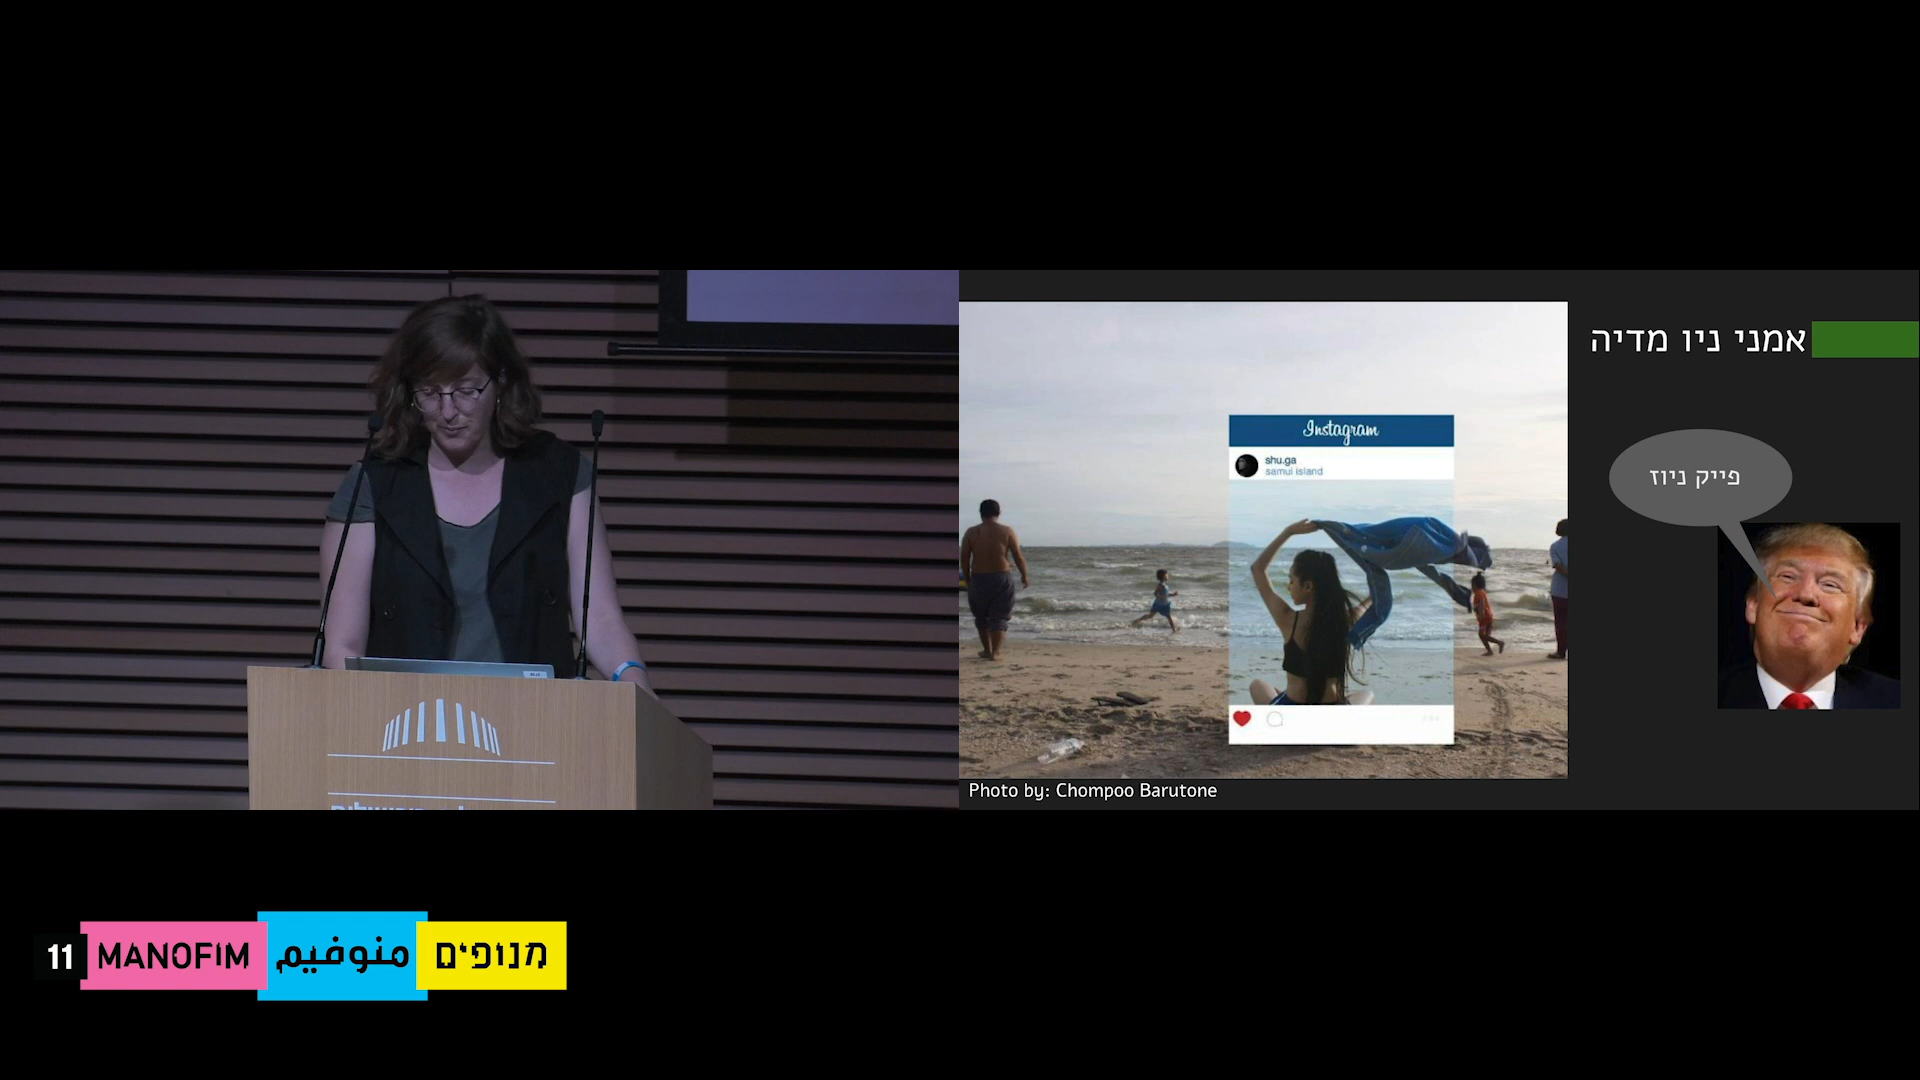 אמני ניו מדיה
פייק ניוז
Instagram
shu.ga
samui island
Photo by: Chompoo Barutone
11 MANOFIM منوفيم מנופים